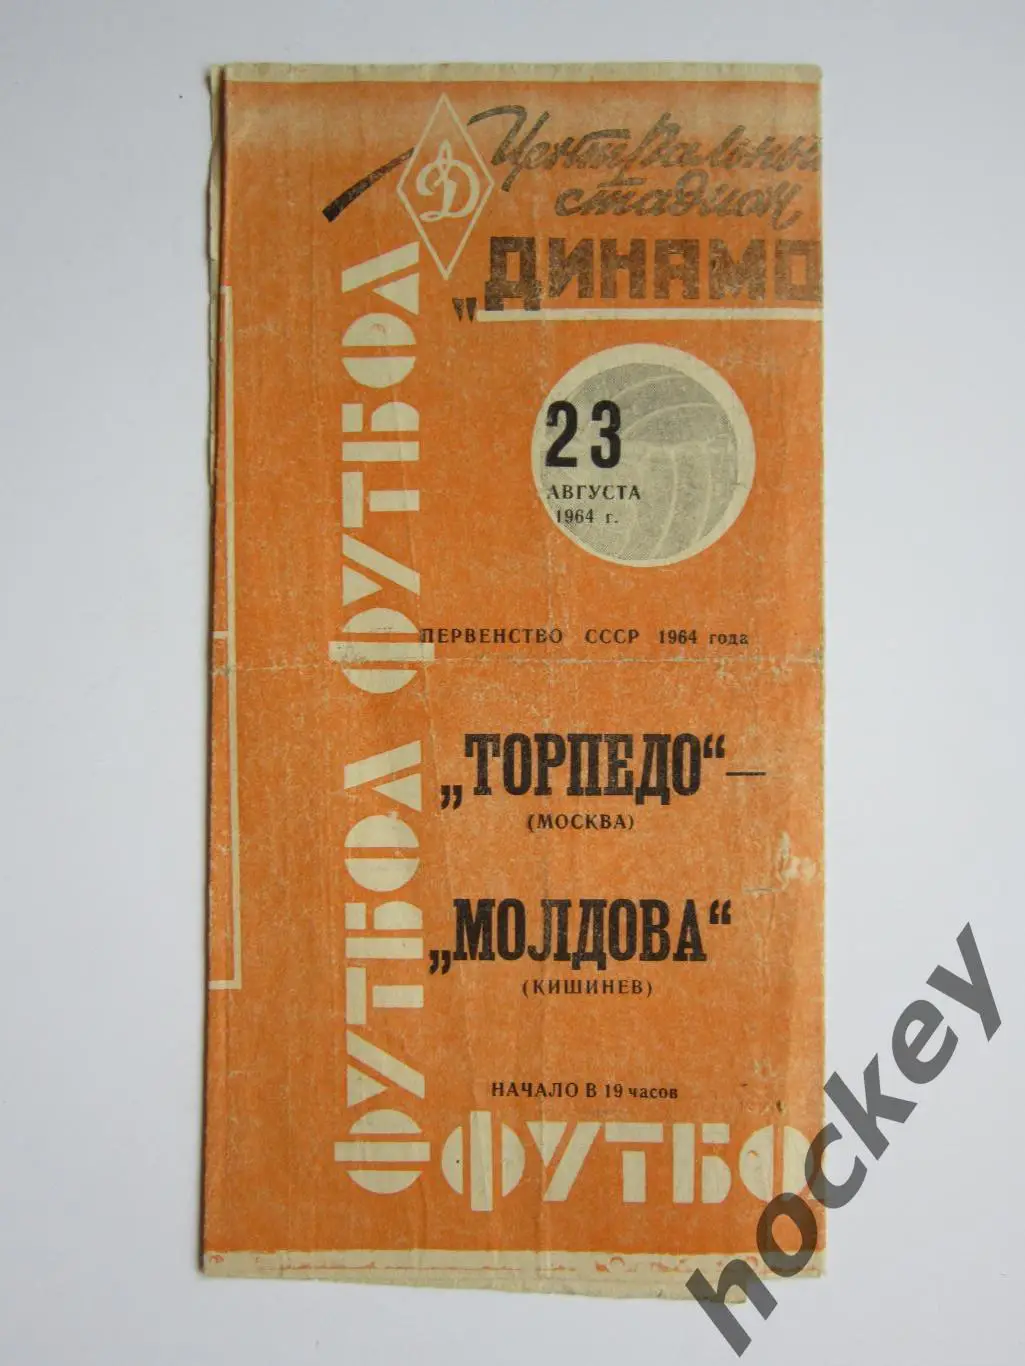 Центральный
стадион
„ДИНАМО
ФУТБОЛ ФУТБОЛ
23
АВГУСТА
1964 г.
ПЕРВЕНСТВО СССР 1964 года
„ТОРПЕДО“ —
(МОСКВА)
„МОЛДОВА“
(КИШИНЕВ)
НАЧАЛО В 19 часов
ФУТБО
hockey